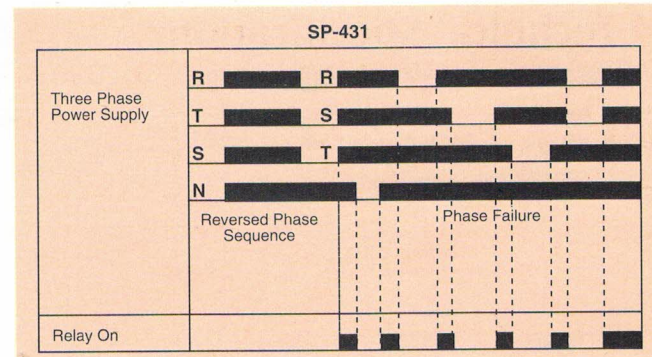 SP-431
R R
Three Phase
Power Supply
T S
S T
N
Reversed Phase
Sequence
Phase Failure
Relay On